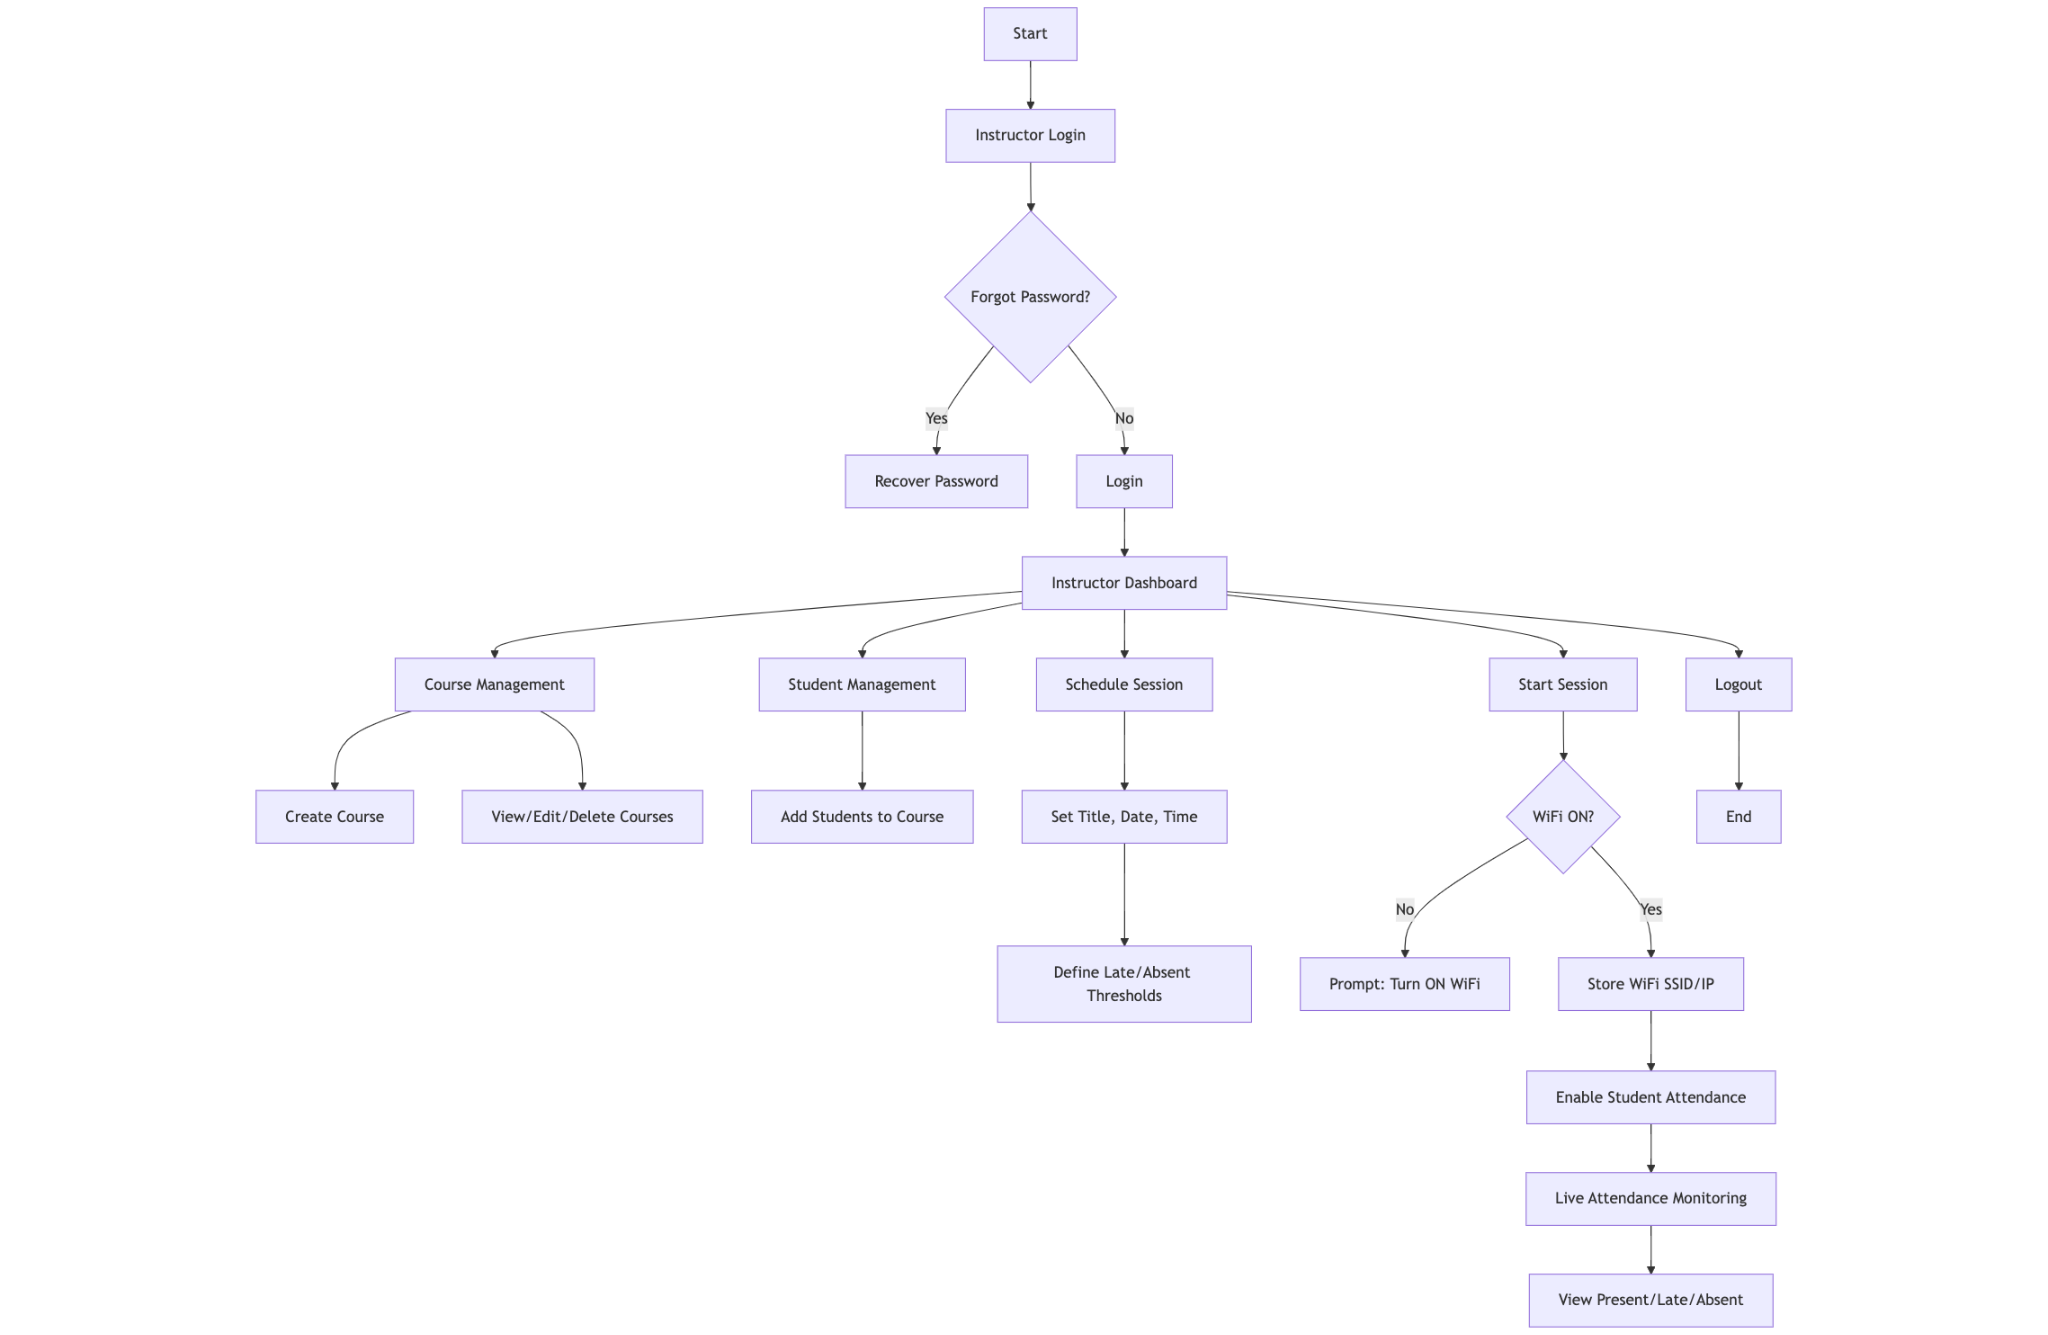 Start
Instructor Login
Forgot Password?
Yes
No
Recover Password
Login
Instructor Dashboard
Course Management
Student Management
Schedule Session
Start Session
Logout
Create Course
View/Edit/Delete Courses
Add Students to Course
Set Title, Date, Time
WiFi ON?
End
No
Yes
Define Late/Absent
Thresholds
Prompt: Turn ON WiFi
Store WiFi SSID/IP
Enable Student Attendance
Live Attendance Monitoring
View Present/Late/Absent